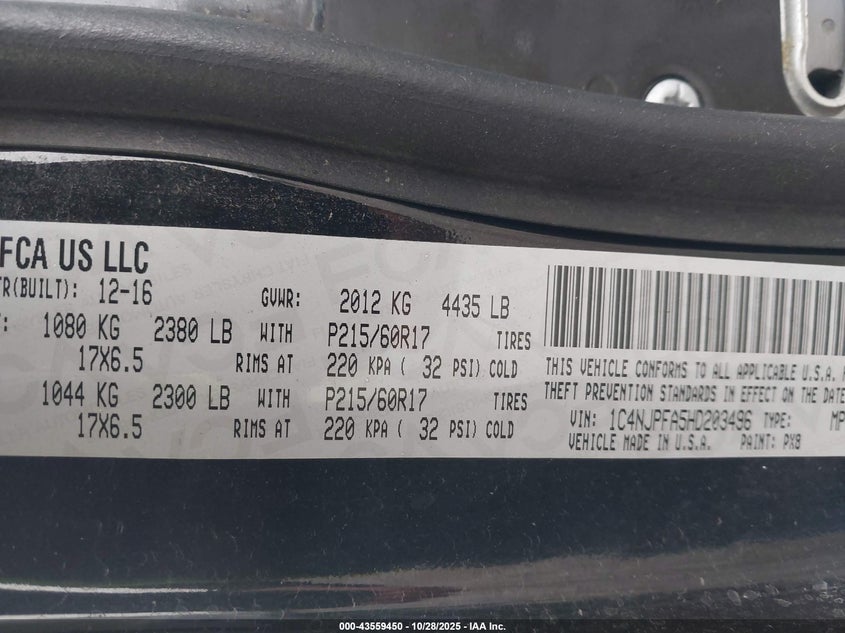 FCA US LLC
TR(BUILT): 12-16 GVWR: 2012 KG 4435 LB
T: 1080 KG 2380 LB WITH P215/60R17 TIRES
17X6.5 RIMS AT 220 KPA ( 32 PSI) COLD
1044 KG 2300 LB WITH P215/60R17 TIRES
17X6.5 RIMS AT 220 KPA ( 32 PSI) COLD
THIS VEHICLE CONFORMS TO ALL APPLICABLE U.S.A.
THEFT PREVENTION STANDARDS IN EFFECT ON THE D
VIN: 1C4NJPFA5HD203496 TYPE: MP
VEHICLE MADE IN U.S.A. PAINT: PX8
000-43559450 - 10/28/2025 - IAA Inc.